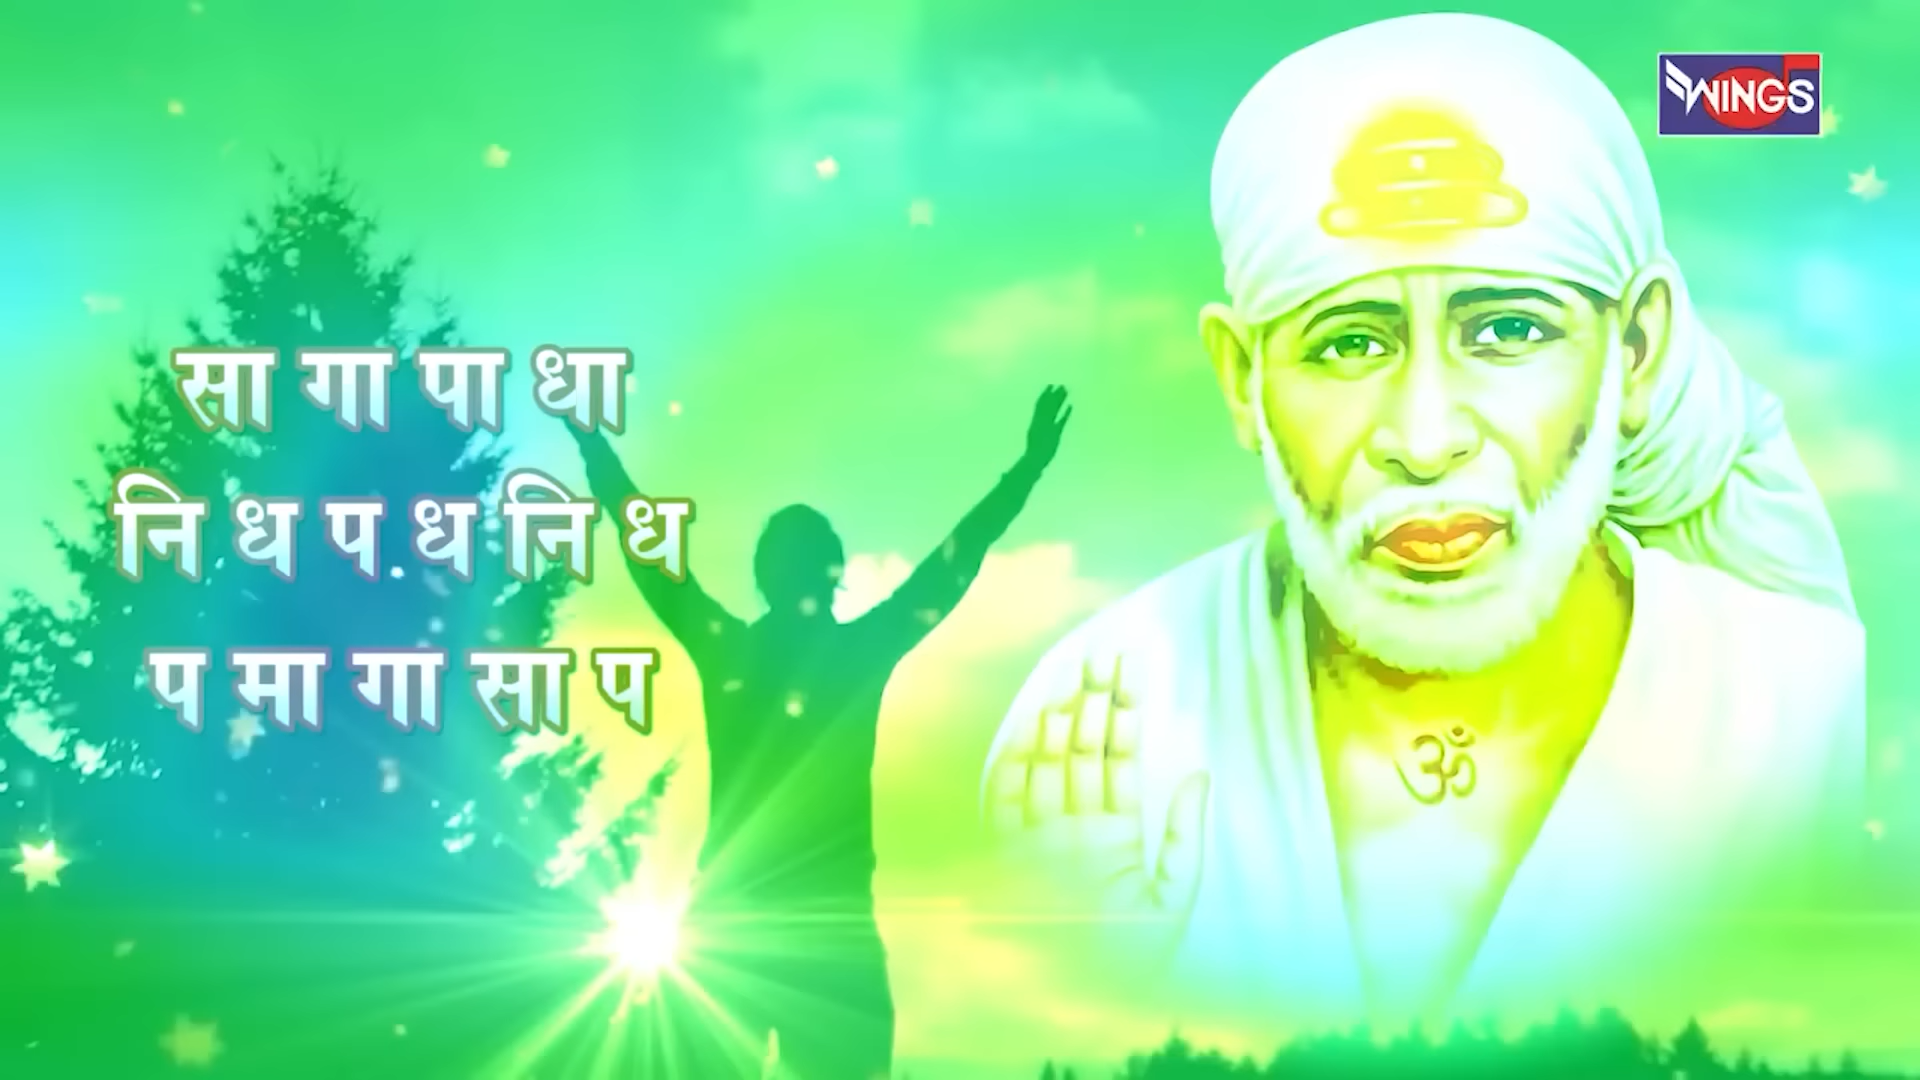 सा गा पा धा
नि ध प ध नि ध
प मा गा सा प
WINGS
ॐ